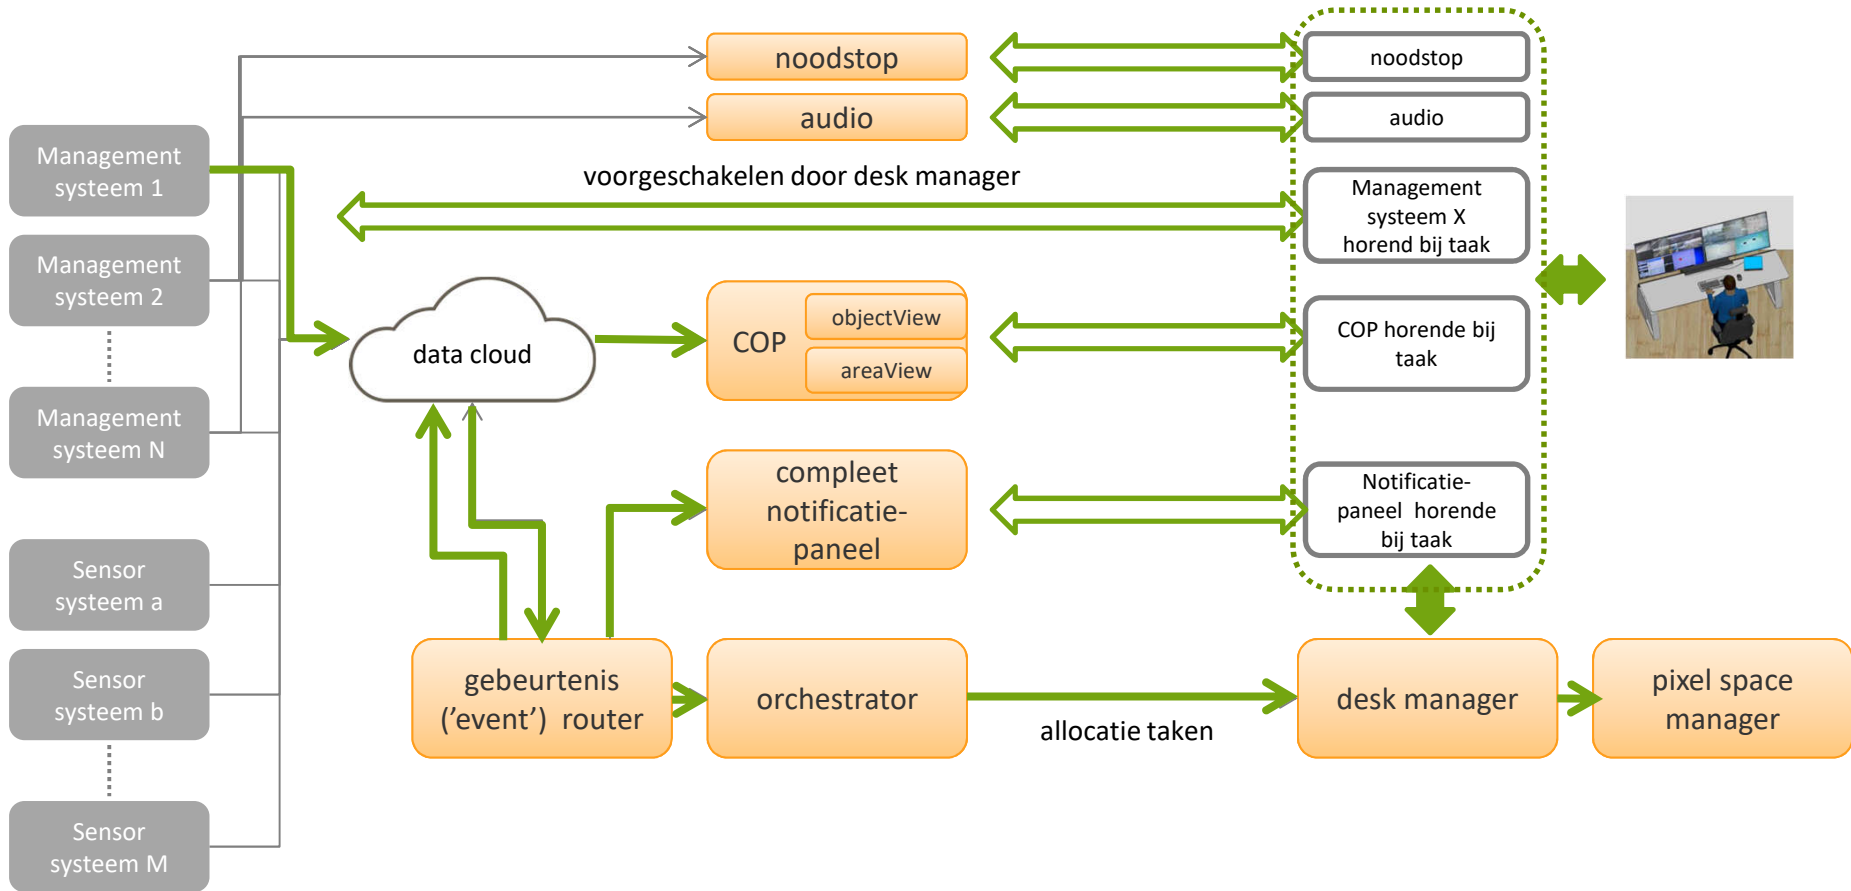 noodstop
audio
Management
systeem 1
Management
systeem 2
Management
systeem N
Sensor
systeem a
Sensor
systeem b
Sensor
systeem M
voorgeschakelen door desk manager
data cloud
COP
objectView
areaView
compleet
notificatie-
paneel
gebeurtenis
('event') router
orchestrator
allocatie taken
noodstop
audio
Management
systeem X
horend bij taak
COP horende bij
taak
Notificatie-
paneel horende
bij taak
desk manager
pixel space
manager